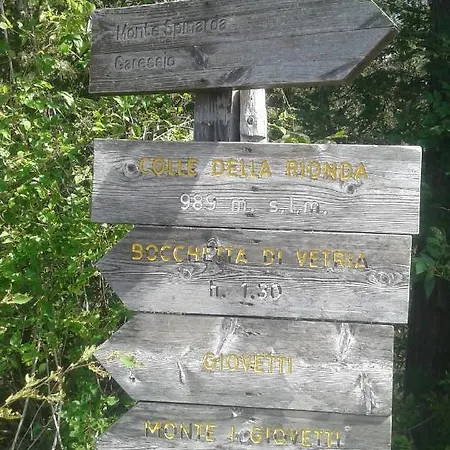 Monte Spinarda
Garessio
COLLE DELLA RIONDA
989 m. s.l.m.
BOCCHETTA DI VETRIA
h. 1.30
GIOVETTI
MONTE I GIOVETTI